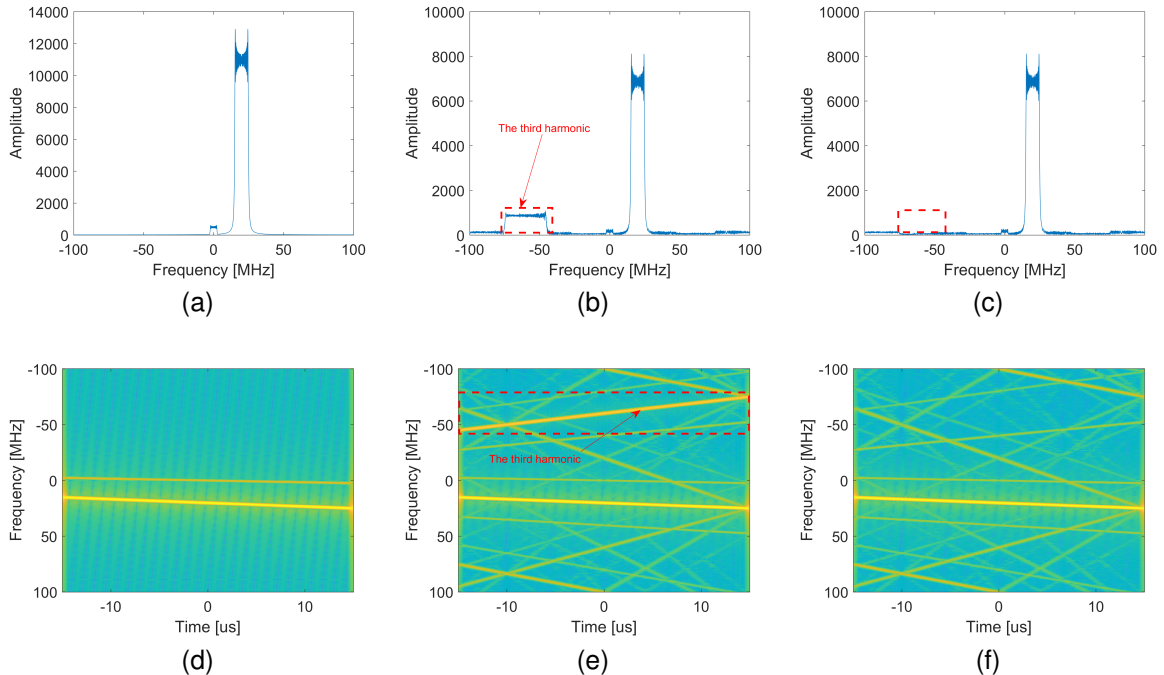 14000
12000
10000
8000
6000
4000
2000
0
Amplitude
-100
-50
0
50
100
Frequency [MHz]
(a)
10000
8000
6000
4000
2000
0
Amplitude
The third harmonic
-100
-50
0
50
100
Frequency [MHz]
(b)
10000
8000
6000
4000
2000
0
Amplitude
-100
-50
0
50
100
Frequency [MHz]
(c)
-100
-50
0
50
100
Frequency [MHz]
-10
0
10
Time [us]
(d)
-100
-50
0
50
100
Frequency [MHz]
The third harmonic
-10
0
10
Time [us]
(e)
-100
-50
0
50
100
Frequency [MHz]
-10
0
10
Time [us]
(f)